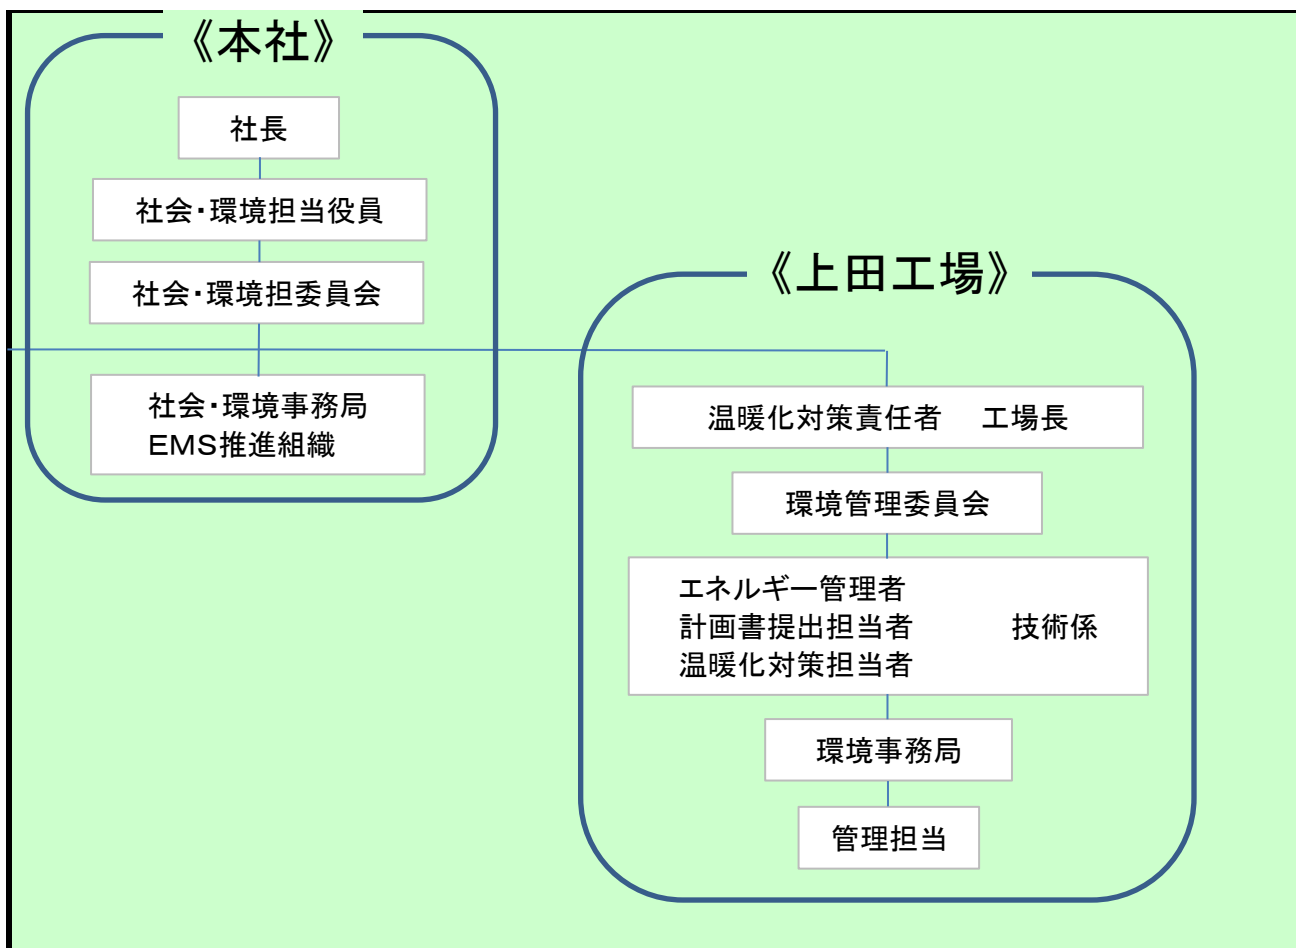 《本社》
社長
社会・環境担当役員
社会・環境担委員会
社会・環境事務局
EMS推進組織
《上田工場》
温暖化対策責任者　工場長
環境管理委員会
エネルギー管理者
計画書提出担当者　技術係
温暖化対策担当者
環境事務局
管理担当